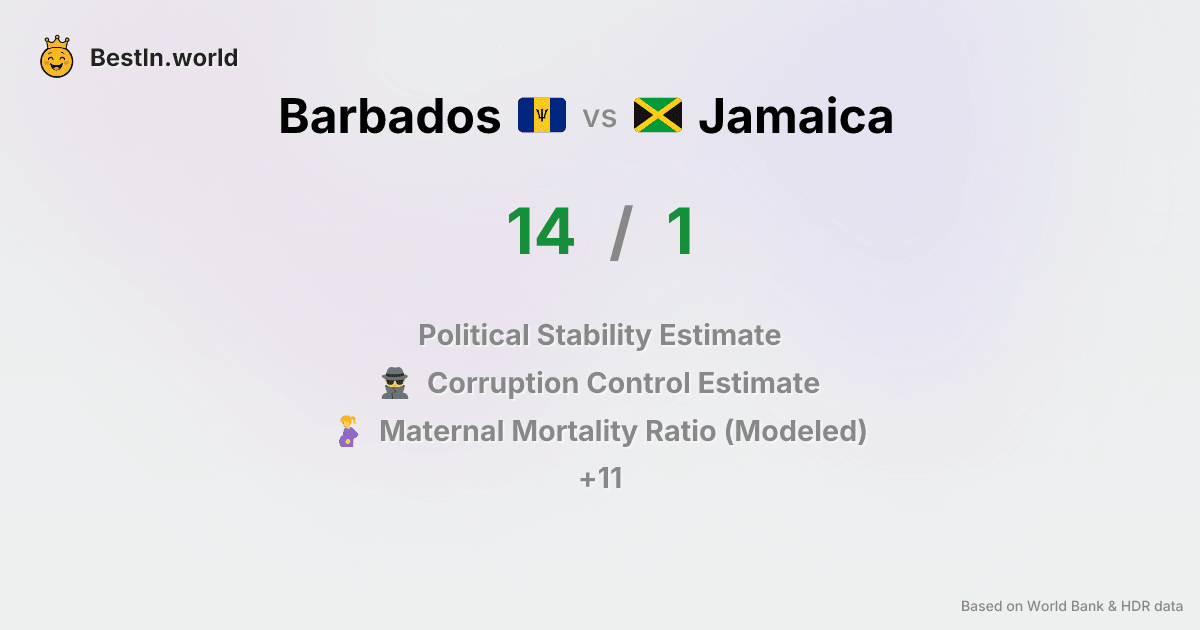 BestIn.world
Barbados vs Jamaica
14 / 1
Political Stability Estimate
Corruption Control Estimate
Maternal Mortality Ratio (Modeled)
+11
Based on World Bank & HDR data